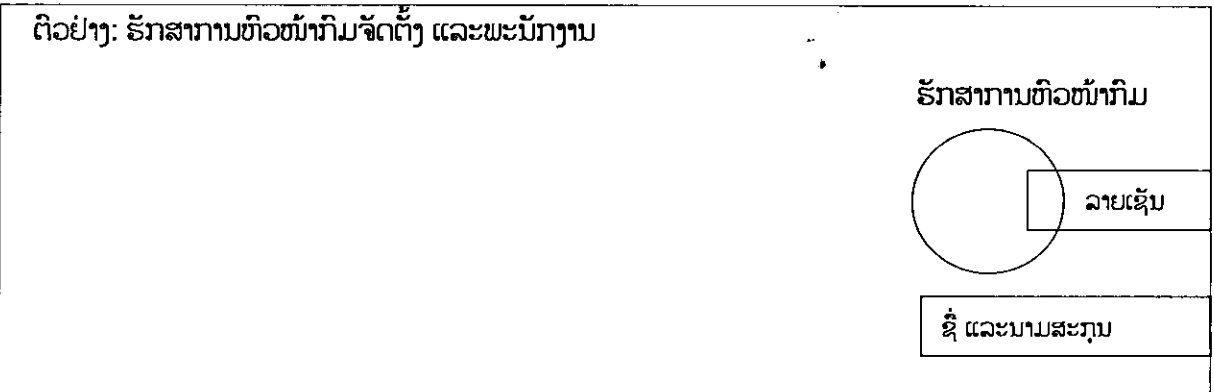 ຕົວຢ່າງ: ຮັກສາການຫົວໜ້າກົມຈັດຕັ້ງ ແລະພະນັກງານ
ຮັກສາການຫົວໜ້າກົມ
ລາຍເຊັນ
ຊື່ ແລະນາມສະກຸນ